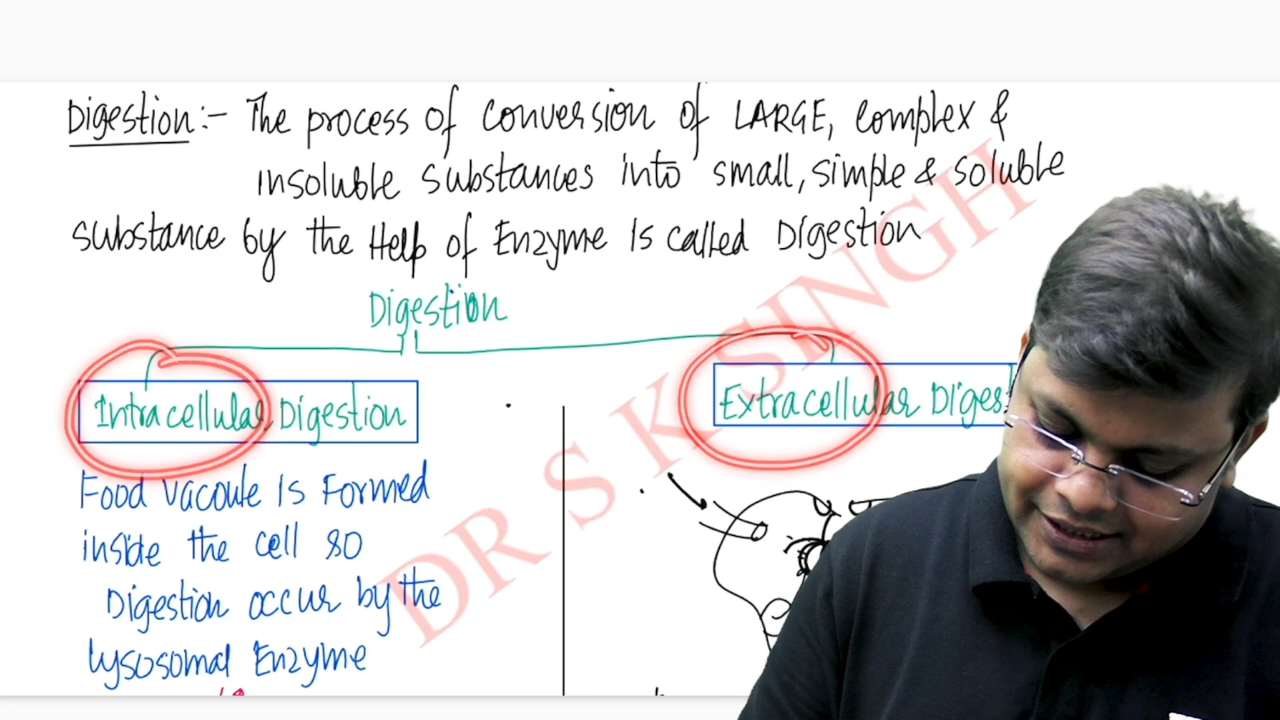 Digestion:- The process of conversion of LARGE, complex &
insoluble substances into small, simple & soluble
substance by the Help of Enzyme is called Digestion
Digestion
Intracellular Digestion
Extracellular Diges
Food vacoule is Formed
inside the cell so
Digestion occur by the
lysosomal Enzyme
DR S K SINGH